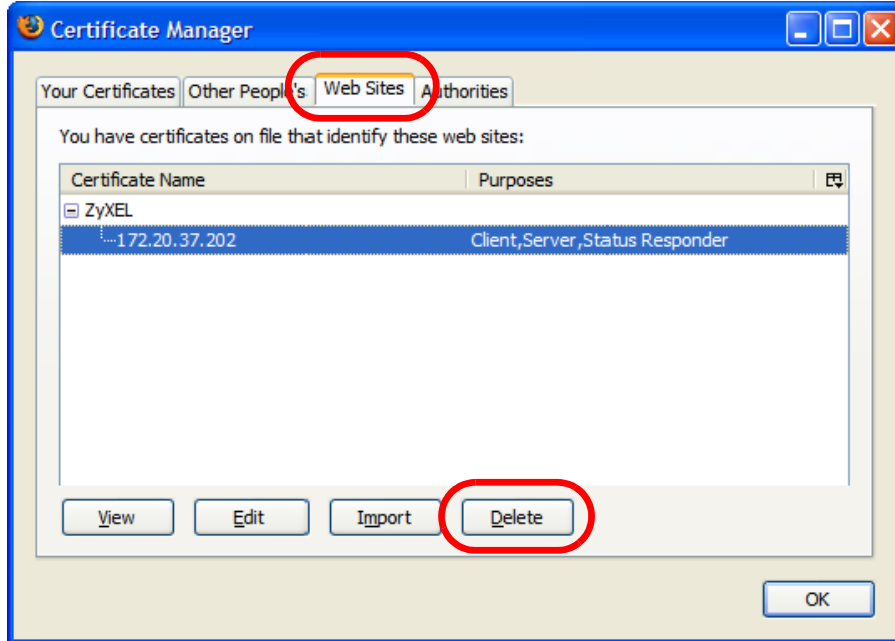 Certificate Manager
Your Certificates Other People's Web Sites Authorities
You have certificates on file that identify these web sites:
Certificate Name Purposes
ZyXEL
172.20.37.202 Client,Server,Status Responder
View Edit Import Delete
OK